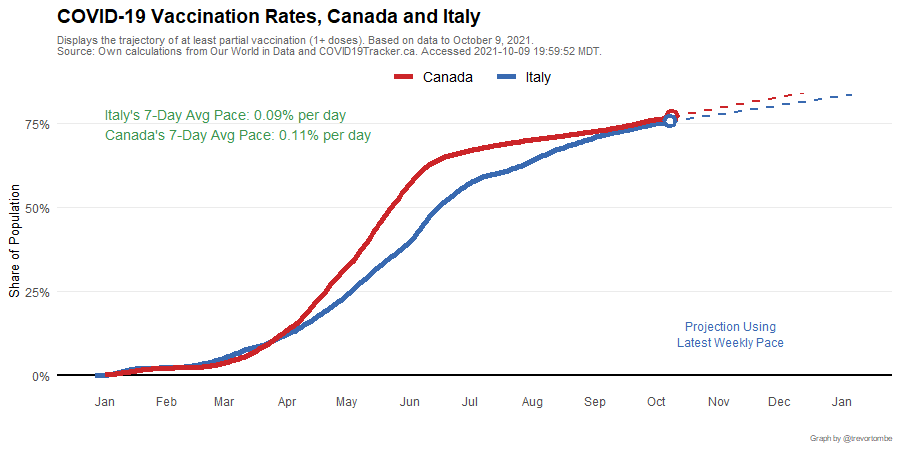 COVID-19 Vaccination Rates, Canada and Italy
Displays the trajectory of at least partial vaccination (1+ doses). Based on data to October 9, 2021.
Source: Own calculations from Our World in Data and COVID19Tracker.ca. Accessed 2021-10-09 19:59:52 MDT.
Canada Italy
Italy's 7-Day Avg Pace: 0.09% per day
Canada's 7-Day Avg Pace: 0.11% per day
Share of Population
75%
50%
25%
0%
Projection Using
Latest Weekly Pace
Jan Feb Mar Apr May Jun Jul Aug Sep Oct Nov Dec Jan
Graph by @trevortombe